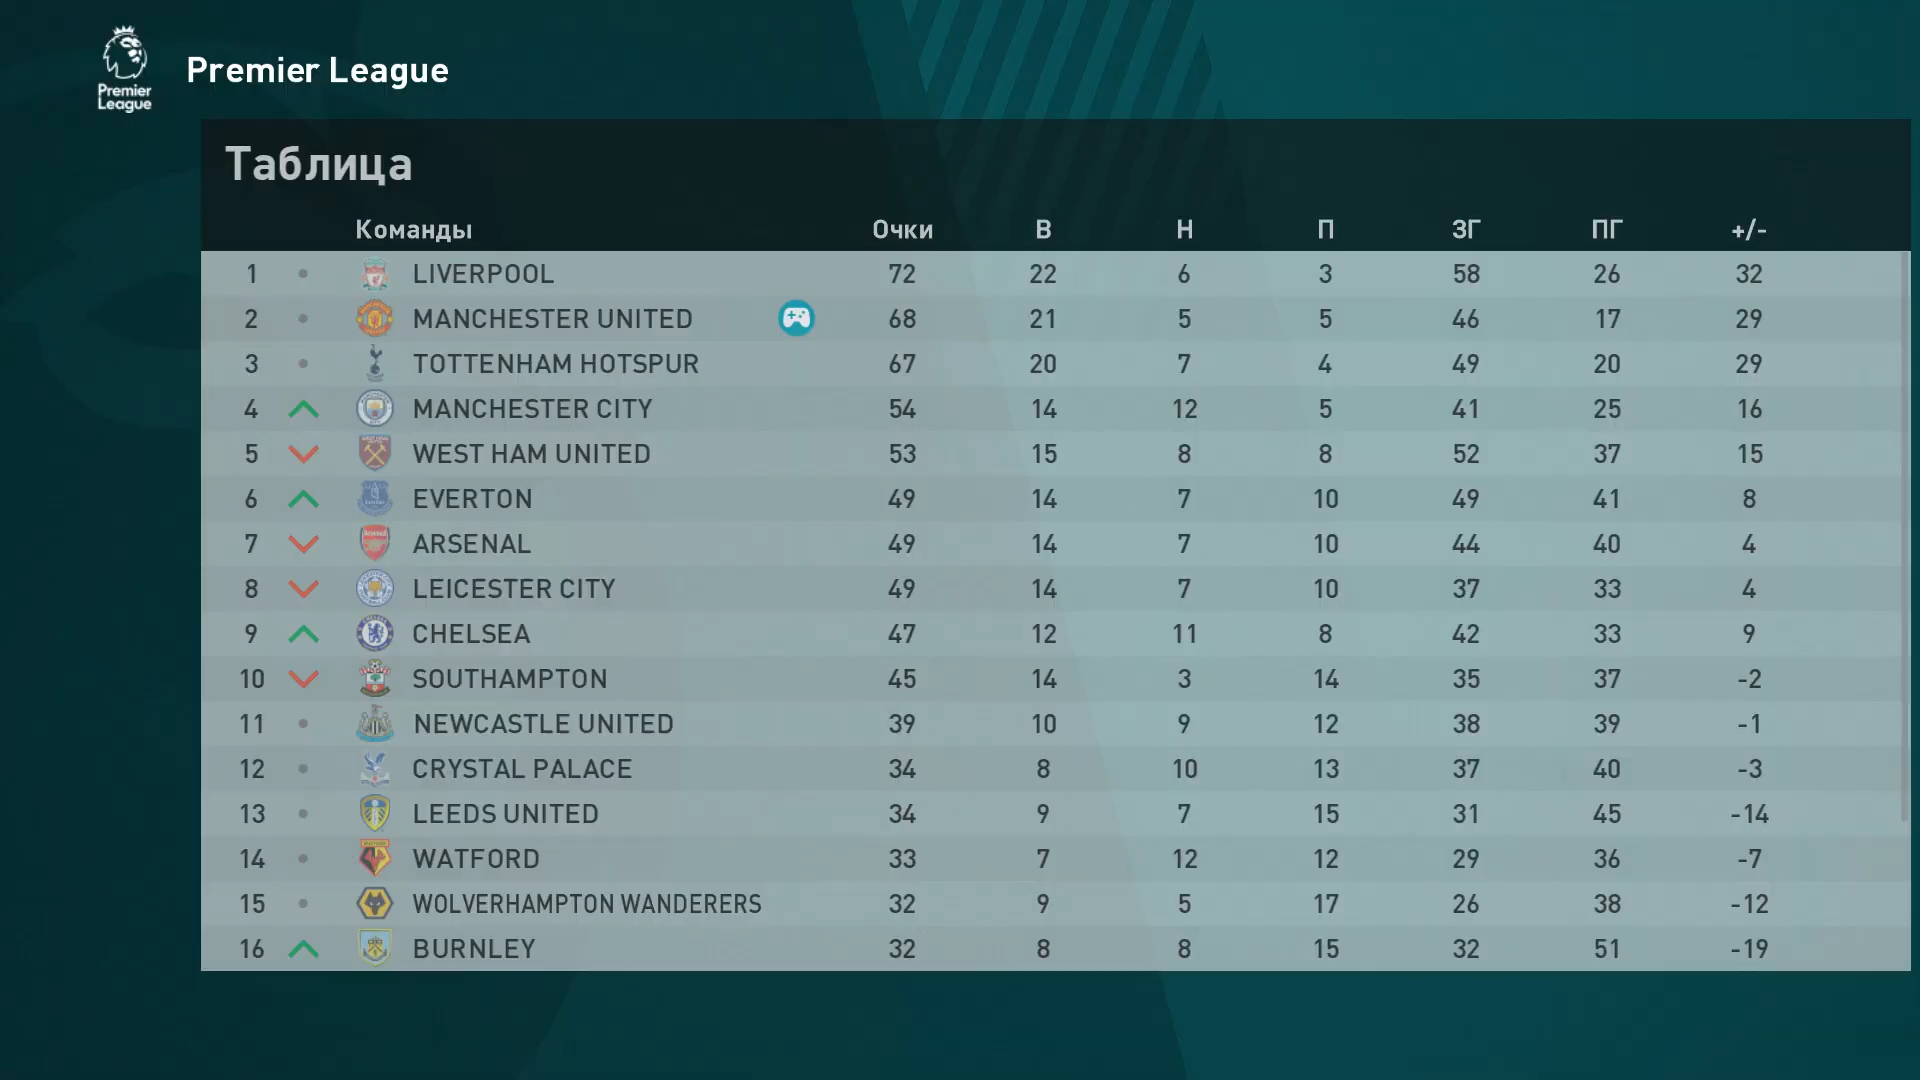 Premier League
Premier League
Таблица
Команды Очки В Н П ЗГ ПГ +/-
1 LIVERPOOL 72 22 6 3 58 26 32
2 MANCHESTER UNITED 68 21 5 5 46 17 29
3 TOTTENHAM HOTSPUR 67 20 7 4 49 20 29
4 MANCHESTER CITY 54 14 12 5 41 25 16
5 WEST HAM UNITED 53 15 8 8 52 37 15
6 EVERTON 49 14 7 10 49 41 8
7 ARSENAL 49 14 7 10 44 40 4
8 LEICESTER CITY 49 14 7 10 37 33 4
9 CHELSEA 47 12 11 8 42 33 9
10 SOUTHAMPTON 45 14 3 14 35 37 -2
11 NEWCASTLE UNITED 39 10 9 12 38 39 -1
12 CRYSTAL PALACE 34 8 10 13 37 40 -3
13 LEEDS UNITED 34 9 7 15 31 45 -14
14 WATFORD 33 7 12 12 29 36 -7
15 WOLVERHAMPTON WANDERERS 32 9 5 17 26 38 -12
16 BURNLEY 32 8 8 15 32 51 -19